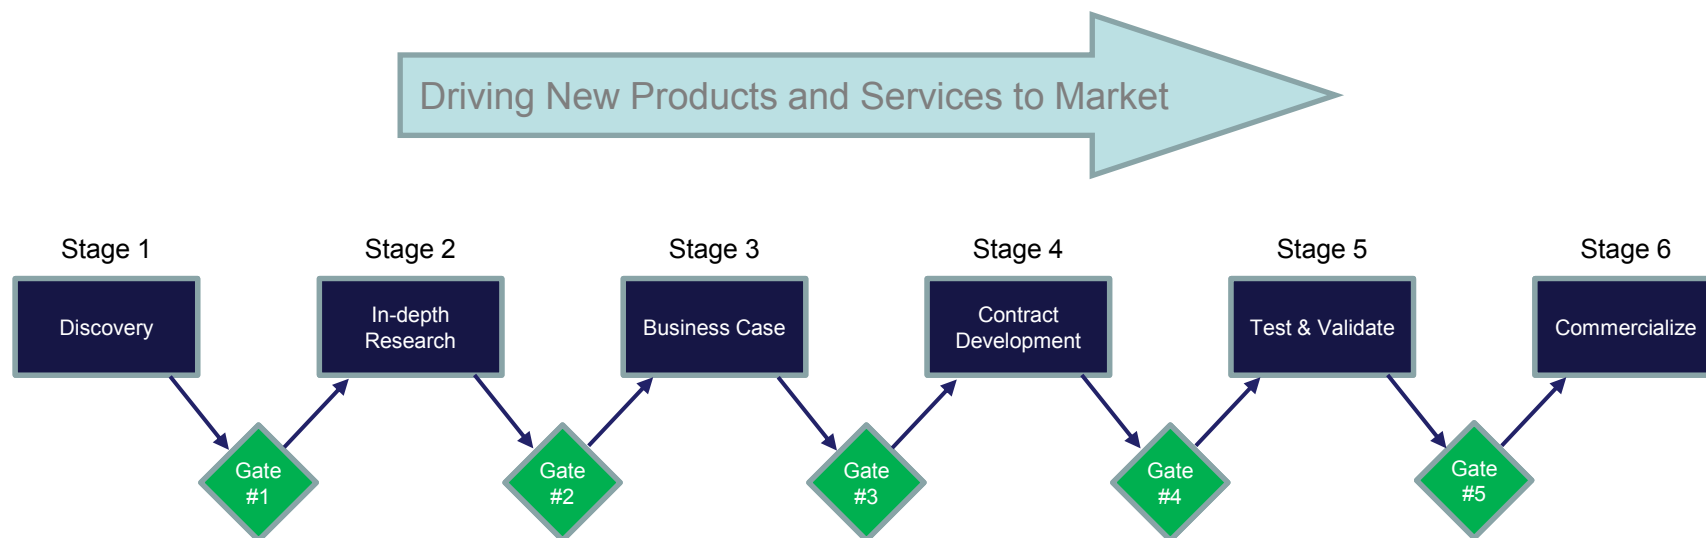 Driving New Products and Services to Market
Stage 1
Stage 2
Stage 3
Stage 4
Stage 5
Stage 6
Discovery
In-depth
Research
Business Case
Contract
Development
Test & Validate
Commercialize
Gate
#1
Gate
#2
Gate
#3
Gate
#4
Gate
#5